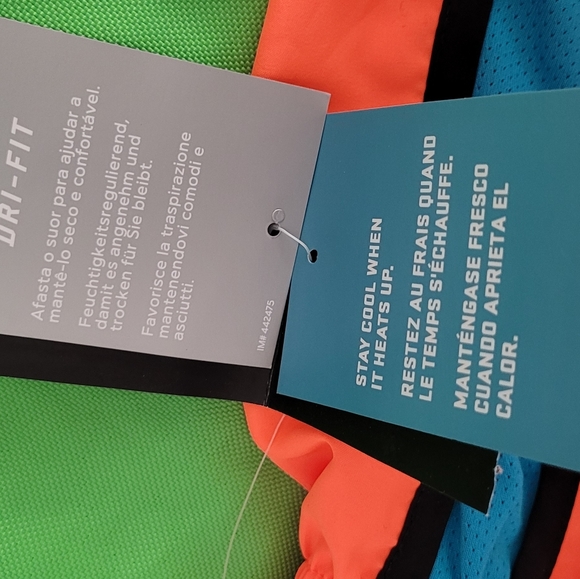 DRI-FIT
Afasta o suor para ajudar a
mantê-lo seco e confortável.
Feuchtigkeitsregulierend,
damit es angenehm und
trocken für Sie bleibt.
Favorisce la traspirazione
mantenendovi comodi e
asciutti.
IM# 442475
STAY COOL WHEN
IT HEATS UP.
RESTEZ AU FRAIS QUAND
LE TEMPS S'ÉCHAUFFE.
MANTÉNGASE FRESCO
CUANDO APRIETA EL
CALOR.